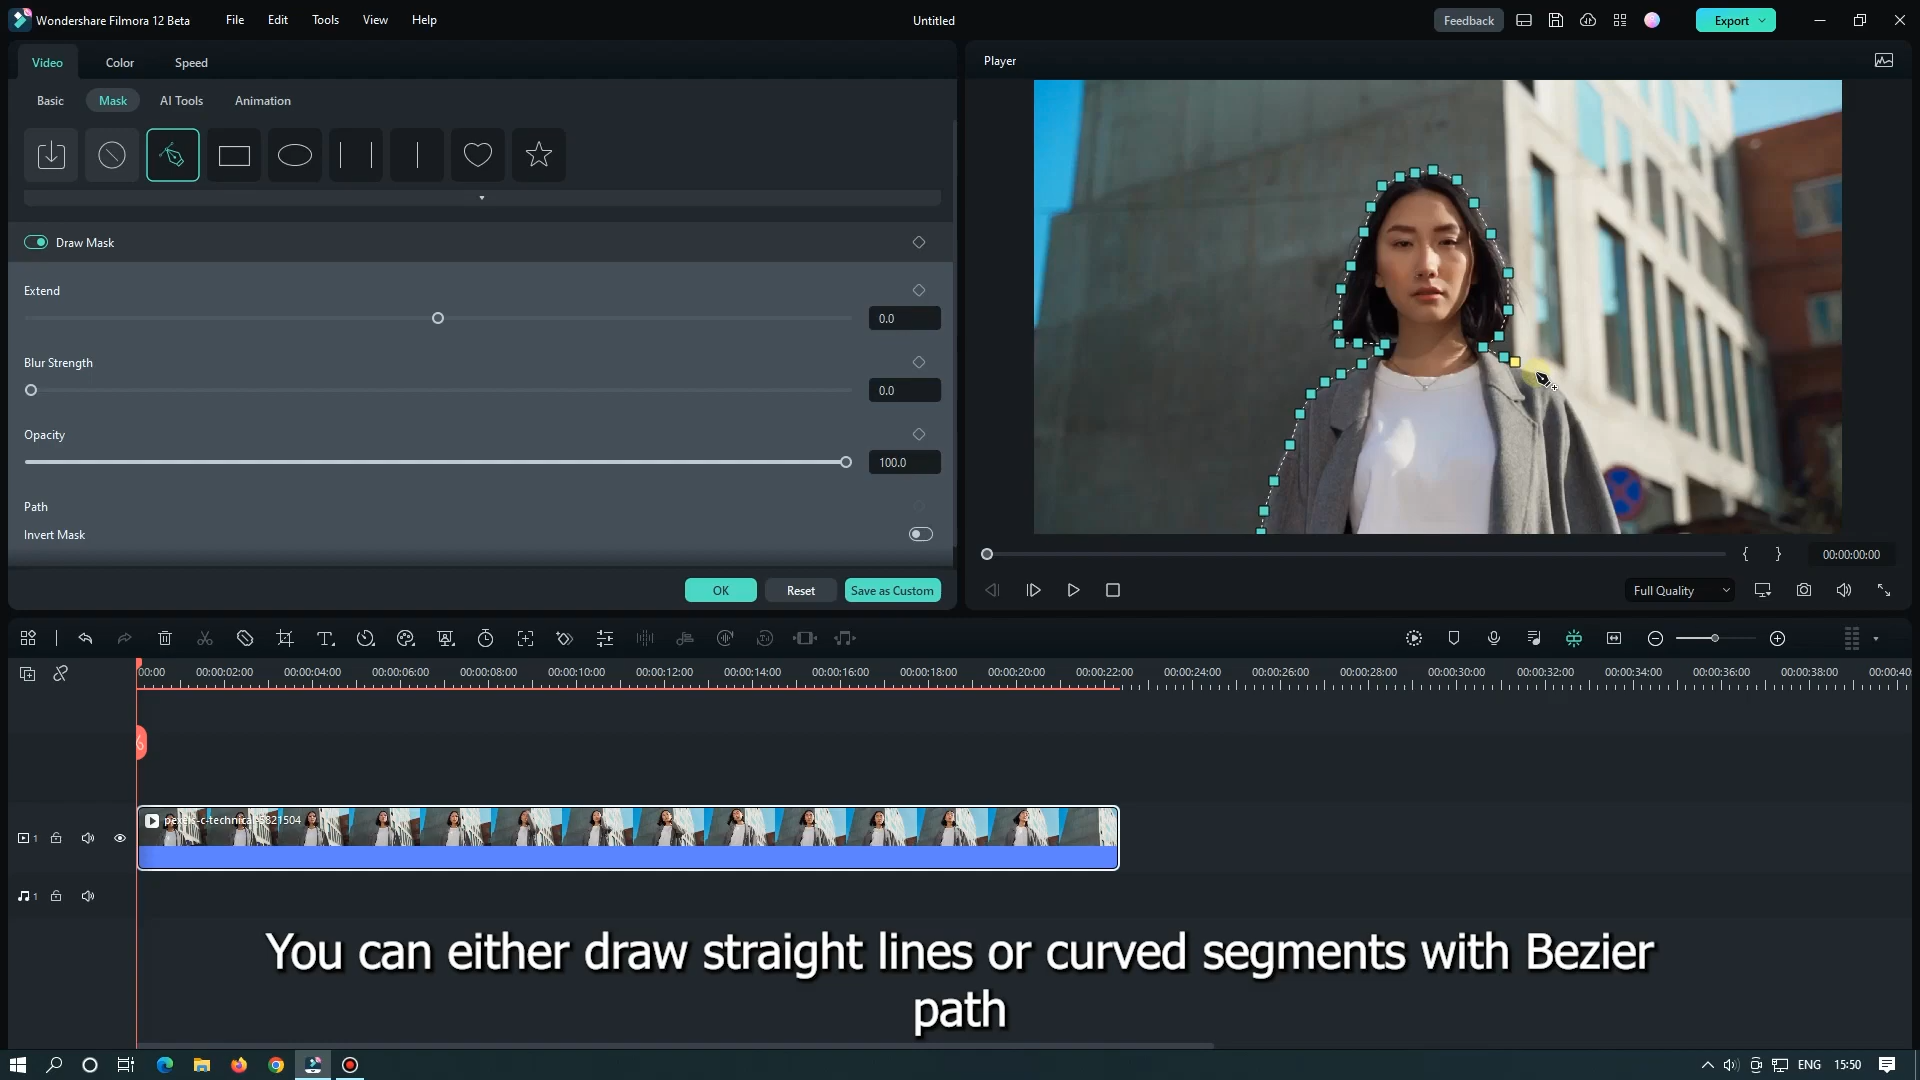 Wondershare Filmora 12 Beta
File
Edit
Tools
View
Help
Untitled
Feedback
Export
Video
Color
Speed
Player
Basic
Mask
AI Tools
Animation
Draw Mask
Extend
0.0
Blur Strength
0.0
Opacity
100.0
Path
Invert Mask
{ }
00:00:00:00
OK
Reset
Save as Custom
Full Quality
00:00
00:00:02:00
00:00:04:00
00:00:06:00
00:00:08:00
00:00:10:00
00:00:12:00
00:00:14:00
00:00:16:00
00:00:18:00
00:00:20:00
00:00:22:00
00:00:24:00
00:00:26:00
00:00:28:00
00:00:30:00
00:00:32:00
00:00:34:00
00:00:36:00
00:00:38:00
00:00:40
1
1
You can either draw straight lines or curved segments with Bezier
path
ENG
15:50